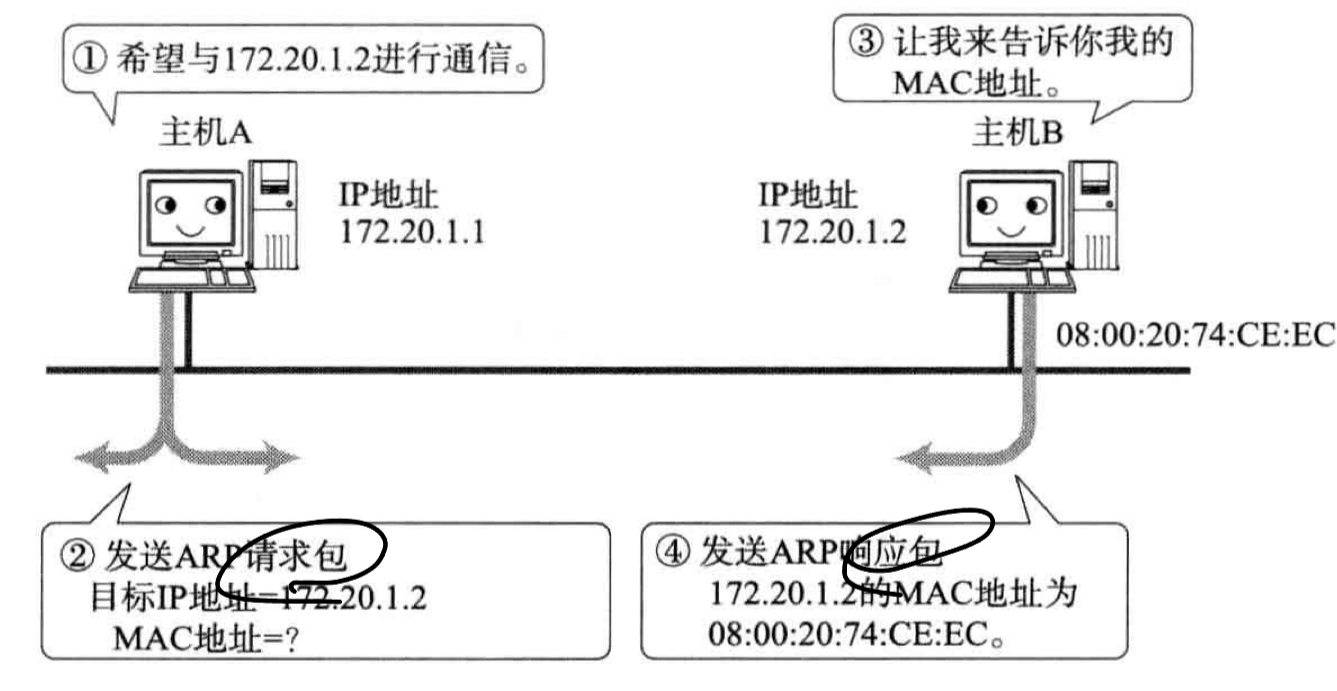 ① 希望与172.20.1.2进行通信。
③ 让我来告诉你我的
MAC地址。
主机A
主机B
IP地址
172.20.1.1
IP地址
172.20.1.2
08:00:20:74:CE:EC
② 发送ARP请求包
目标IP地址=172.20.1.2
MAC地址=?
④ 发送ARP响应包
172.20.1.2的MAC地址为
08:00:20:74:CE:EC。